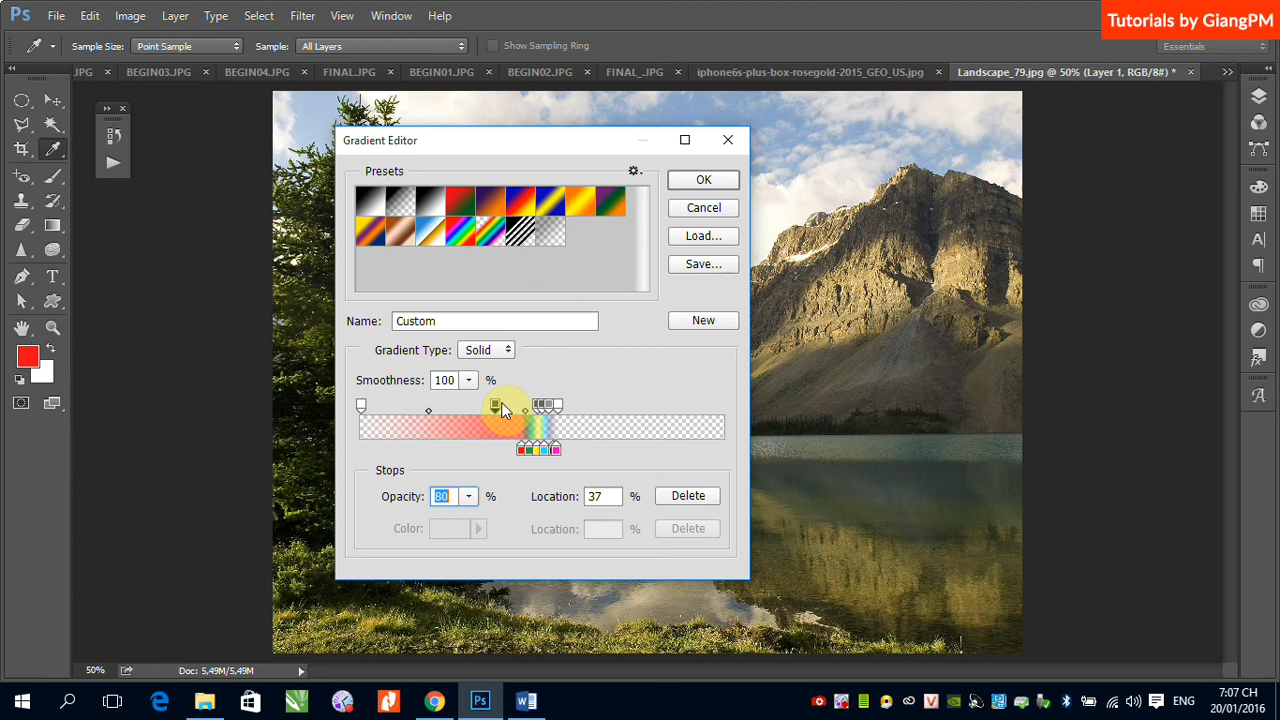 Ps File Edit Image Layer Type Select Filter View Window Help
Tutorials by GiangPM
Sample Size: Point Sample Sample: All Layers Show Sampling Ring Essentials
JPG × BEGIN03.JPG × BEGIN04.JPG × FINAL.JPG × BEGIN01.JPG × BEGIN02.JPG × FINAL_.JPG × iphone6s-plus-box-rosegold-2015_GEO_US.jpg × Landscape_79.jpg @ 50% (Layer 1, RGB/8#) * ×
Gradient Editor
Presets
OK
Cancel
Load...
Save...
Name: Custom New
Gradient Type: Solid
Smoothness: 100 %
Stops
Opacity: 80 % Location: 37 % Delete
Color: Location: % Delete
50% Doc: 5,49M/5,49M
ENG
7:07 CH
20/01/2016